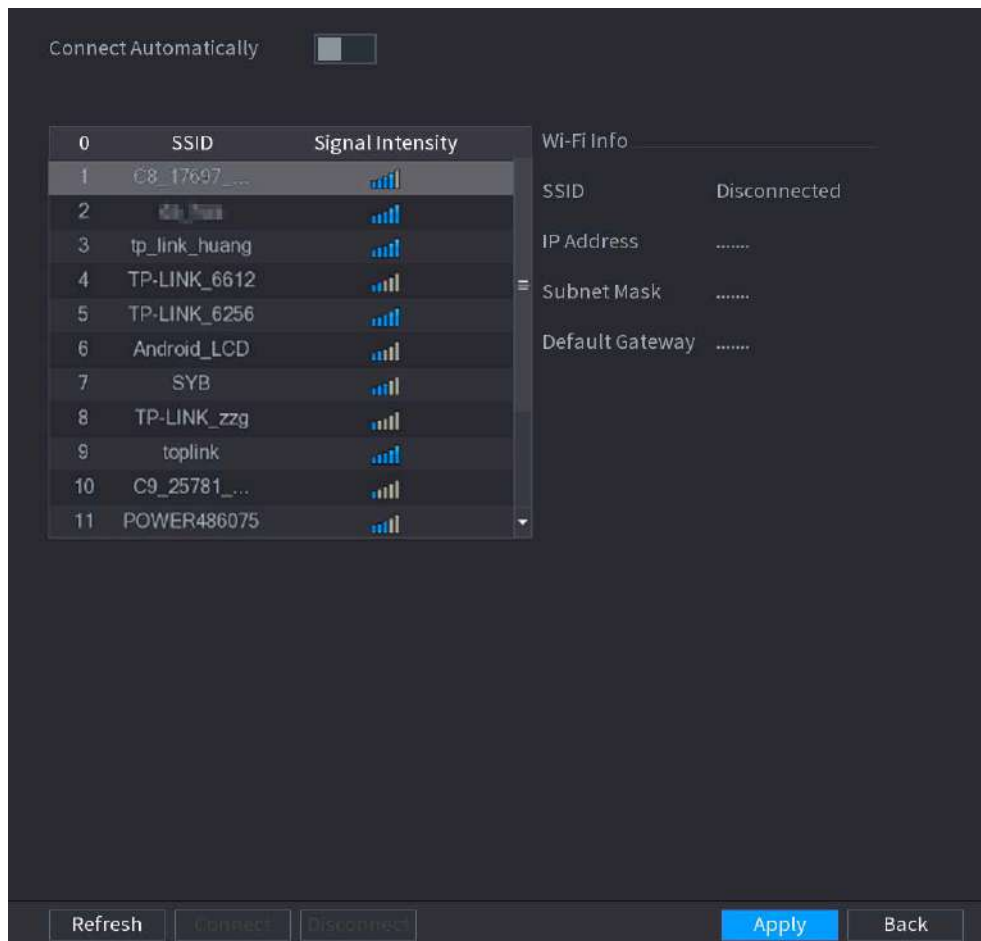 Connect Automatically
0 SSID Signal Intensity
1 C8_17697_...
2
3 tp_link_huang
4 TP-LINK_6612
5 TP-LINK_6256
6 Android_LCD
7 SYB
8 TP-LINK_zzg
9 toplink
10 C9_25781_...
11 POWER486075
Wi-Fi Info
SSID Disconnected
IP Address .......
Subnet Mask .......
Default Gateway .......
Refresh Connect Disconnect Apply Back